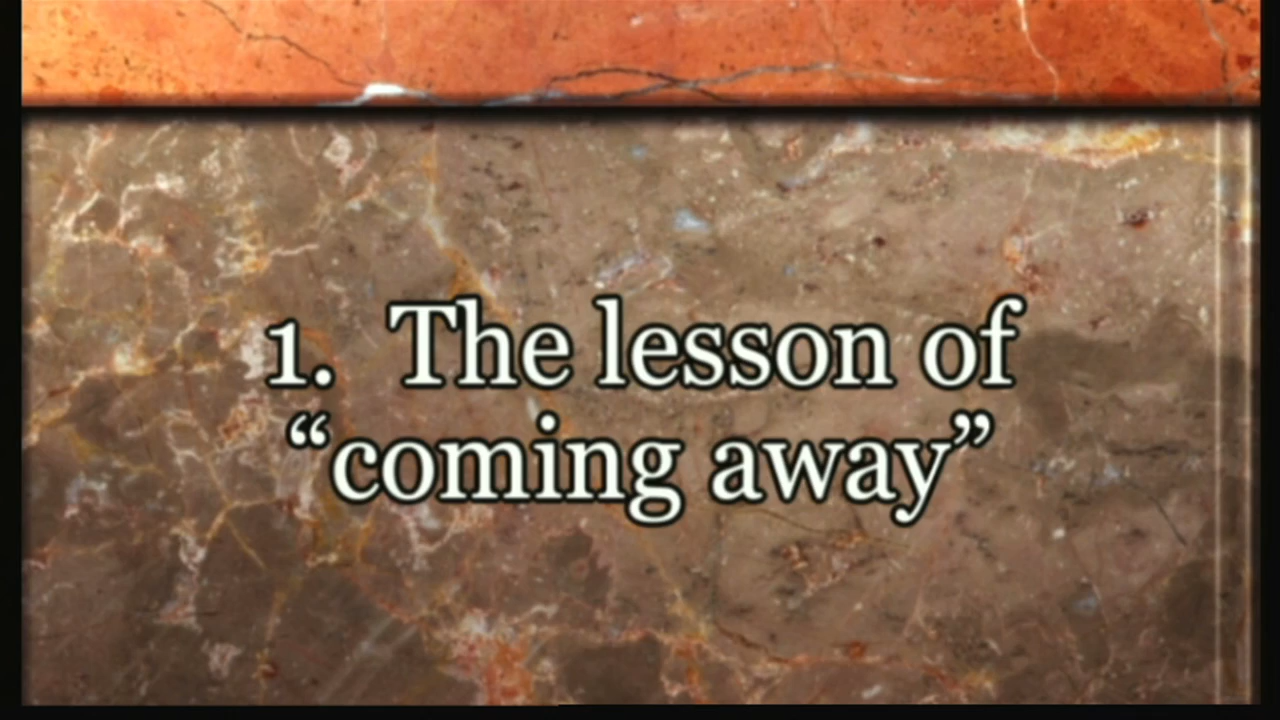 1. The lesson of
“coming away”